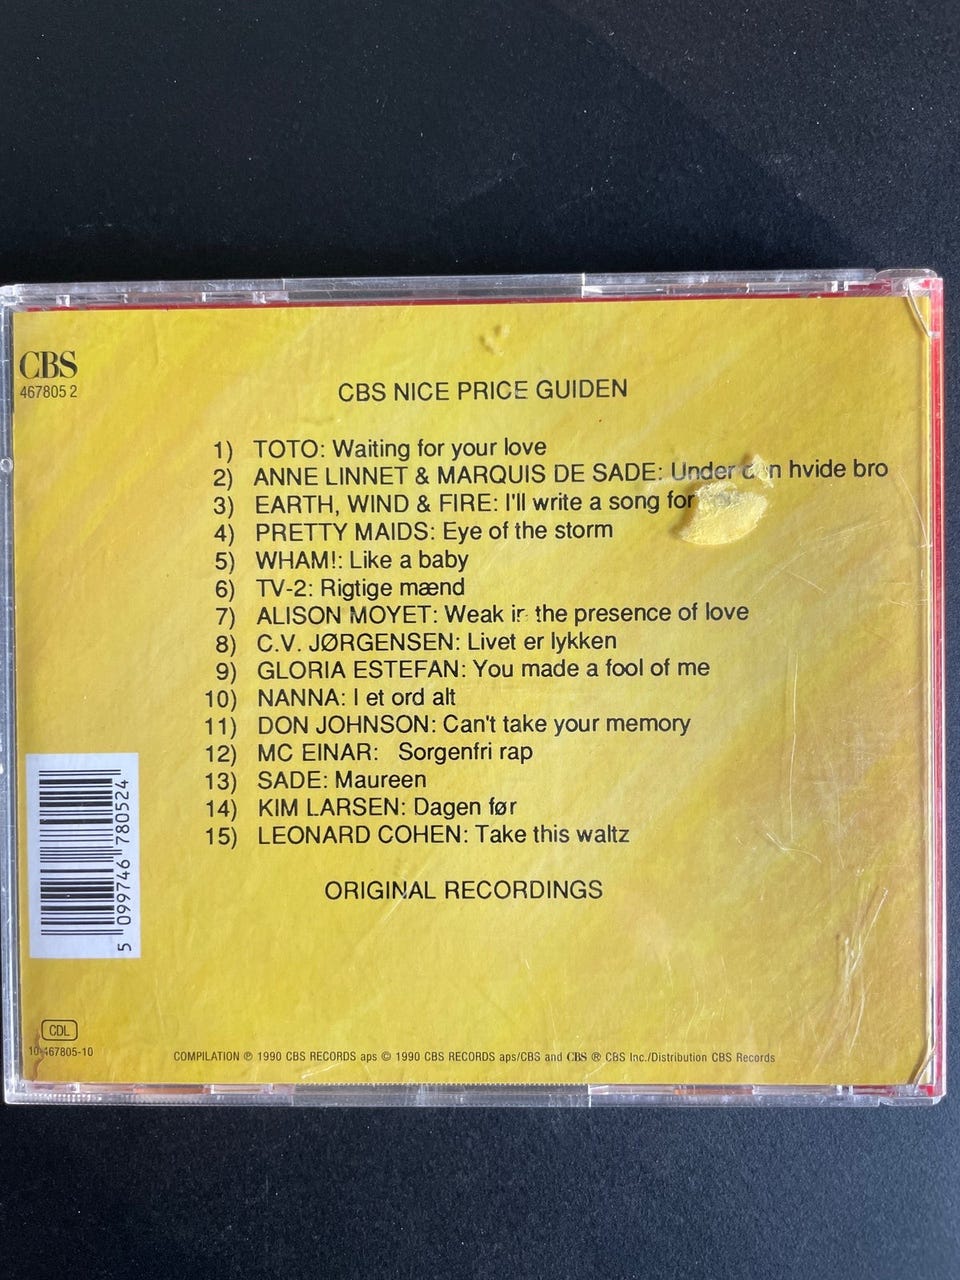 CBS
467805 2
CBS NICE PRICE GUIDEN
1) TOTO: Waiting for your love
2) ANNE LINNET & MARQUIS DE SADE: Under den hvide bro
3) EARTH, WIND & FIRE: I'll write a song for
4) PRETTY MAIDS: Eye of the storm
5) WHAM!: Like a baby
6) TV-2: Rigtige mænd
7) ALISON MOYET: Weak in the presence of love
8) C.V. JØRGENSEN: Livet er lykken
9) GLORIA ESTEFAN: You made a fool of me
10) NANNA: I et ord alt
11) DON JOHNSON: Can't take your memory
12) MC EINAR: Sorgenfri rap
13) SADE: Maureen
14) KIM LARSEN: Dagen før
15) LEONARD COHEN: Take this waltz
ORIGINAL RECORDINGS
5 099746 780524
CDL
10-467805-10
COMPILATION ℗ 1990 CBS RECORDS aps © 1990 CBS RECORDS aps/CBS and CBS ® CBS Inc./Distribution CBS Records